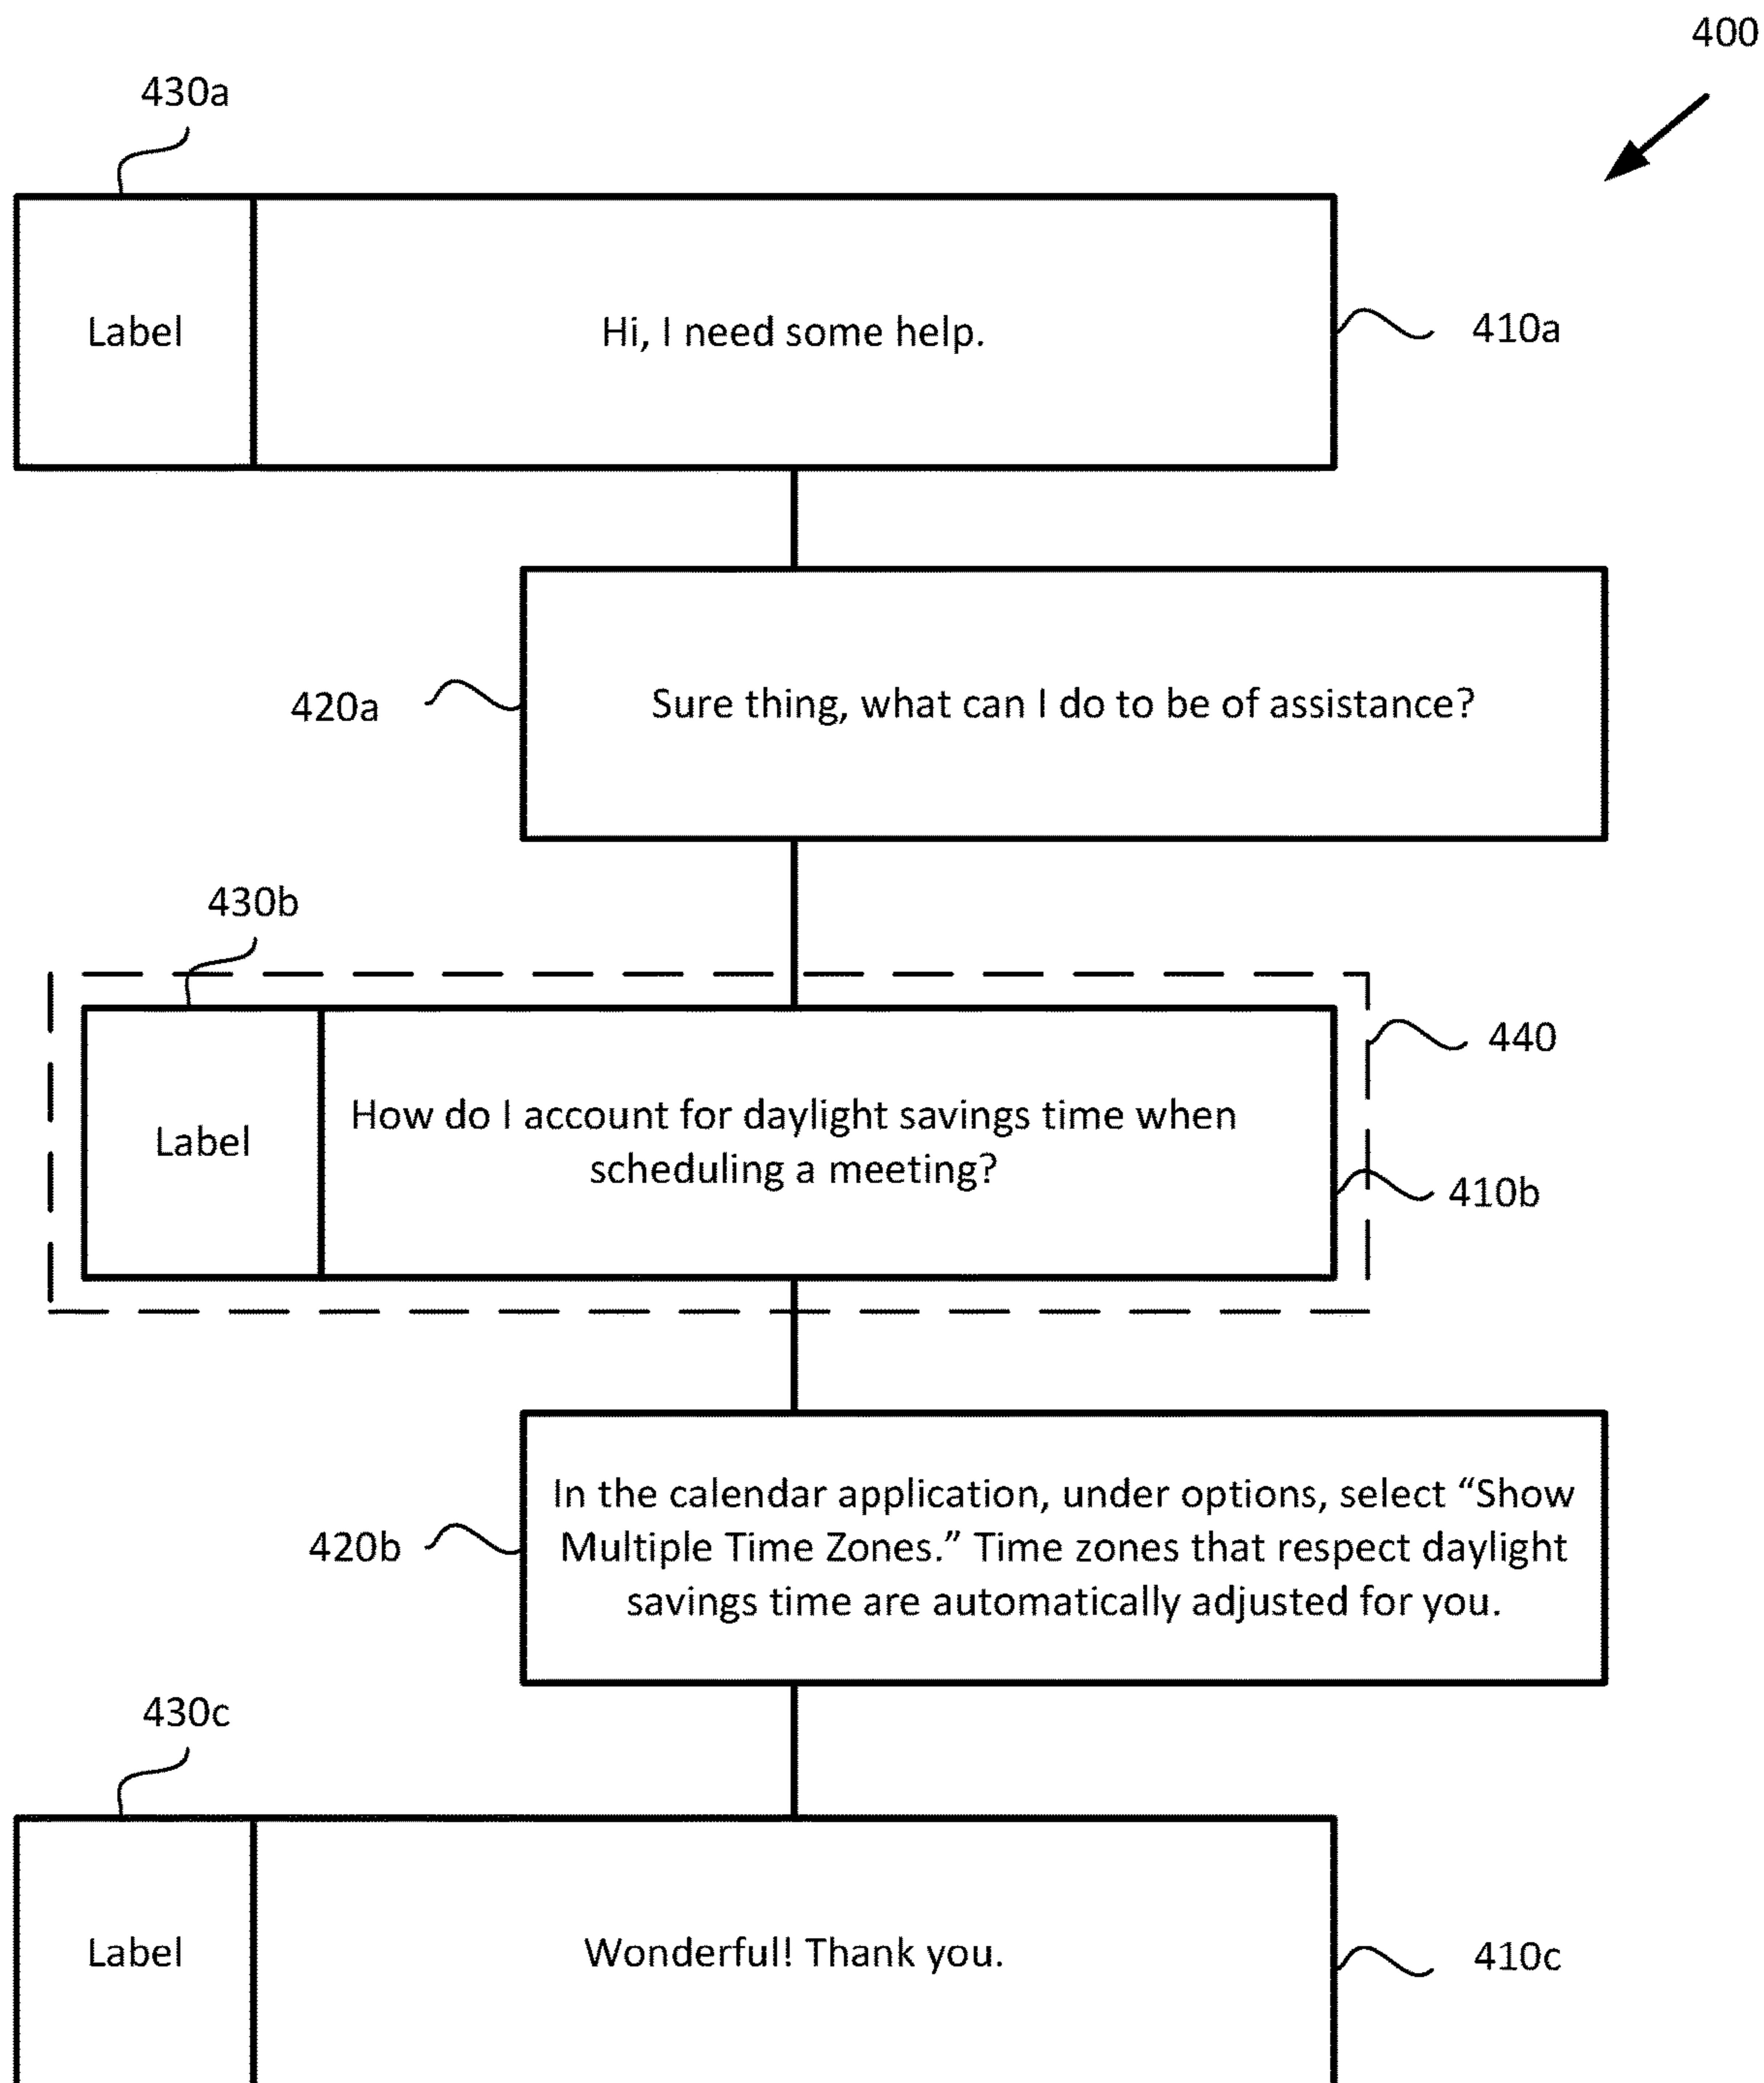 400
430a
Label
Hi, I need some help.
410a
Sure thing, what can I do to be of assistance?
420a
430b
440
Label
How do I account for daylight savings time when
scheduling a meeting?
410b
In the calendar application, under options, select “Show
Multiple Time Zones.” Time zones that respect daylight
savings time are automatically adjusted for you.
420b
430c
Label
Wonderful! Thank you.
410c